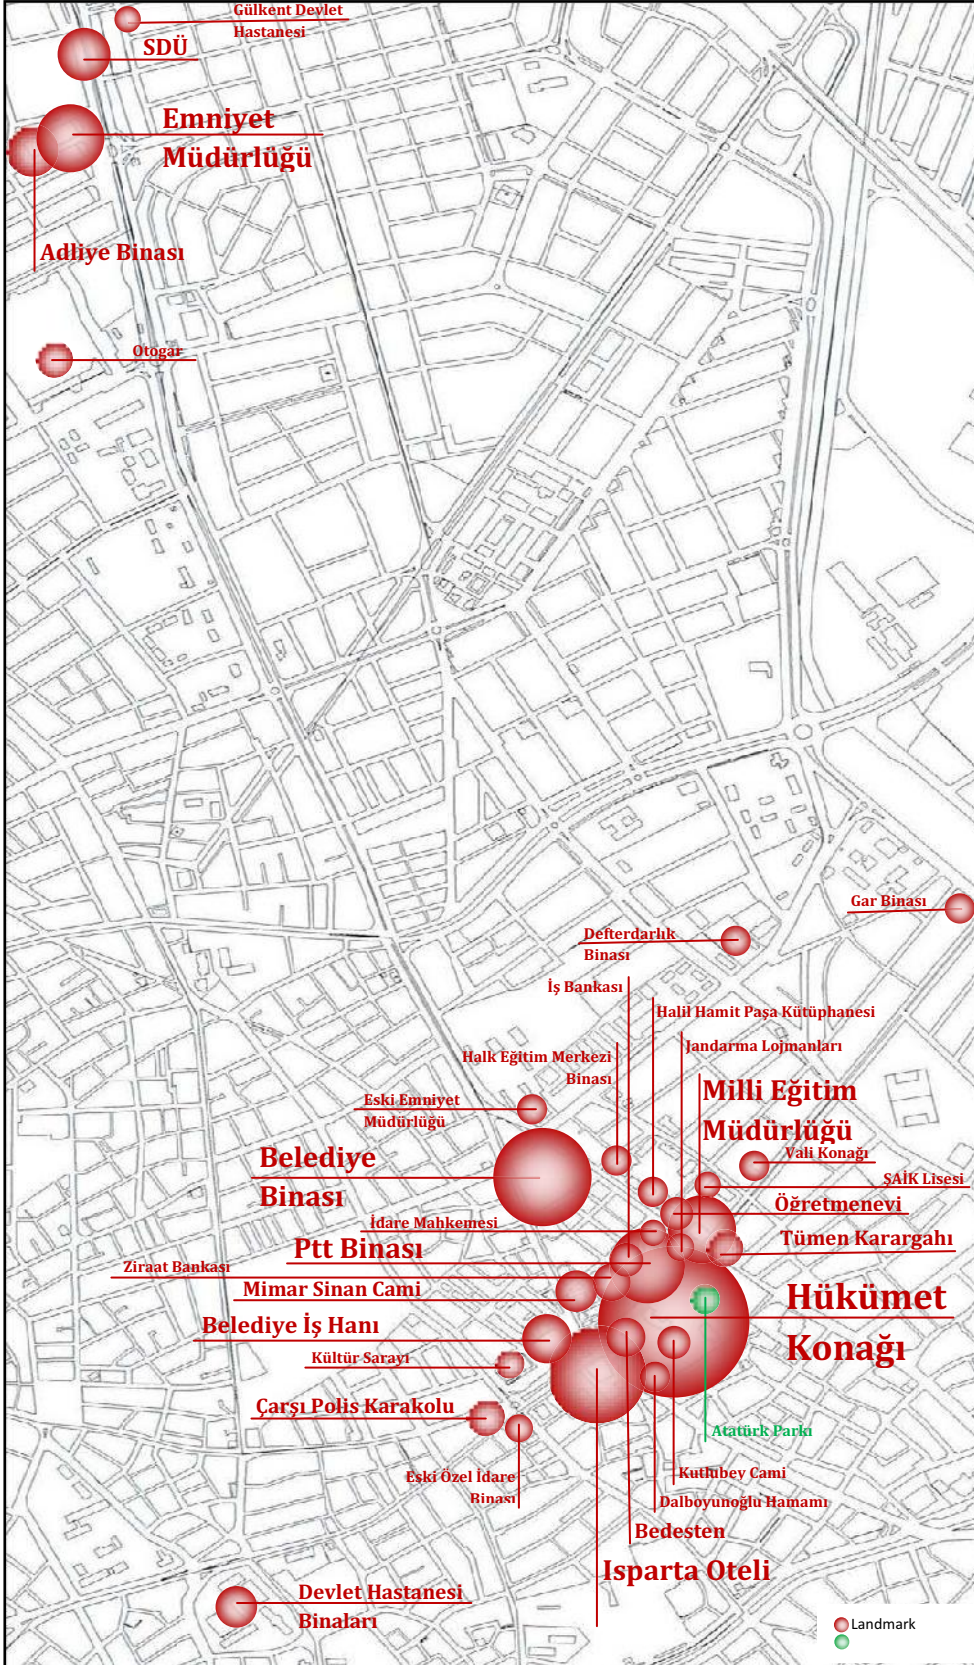 Gülkent Devlet
Hastanesi
SDÜ
Emniyet
Müdürlüğü
Adliye Binası
Otogar
Gar Binası
Defterdarlık
Binası
İş Bankası
Halil Hamit Paşa Kütüphanesi
Jandarma Lojmanları
Halk Eğitim Merkezi
Binası
Milli Eğitim
Müdürlüğü
Eski Emniyet
Müdürlüğü
Vali Konağı
Belediye
Binası
ŞAİK Lisesi
Öğretmenevi
İdare Mahkemesi
Tümen Karargahı
Ptt Binası
Ziraat Bankası
Mimar Sinan Cami
Hükümet
Konağı
Belediye İş Hanı
Kültür Sarayı
Çarşı Polis Karakolu
Atatürk Parkı
Eski Özel İdare
Binası
Kutlubey Cami
Dalboyunoğlu Hamamı
Bedesten
Isparta Oteli
Devlet Hastanesi
Binaları
Landmark